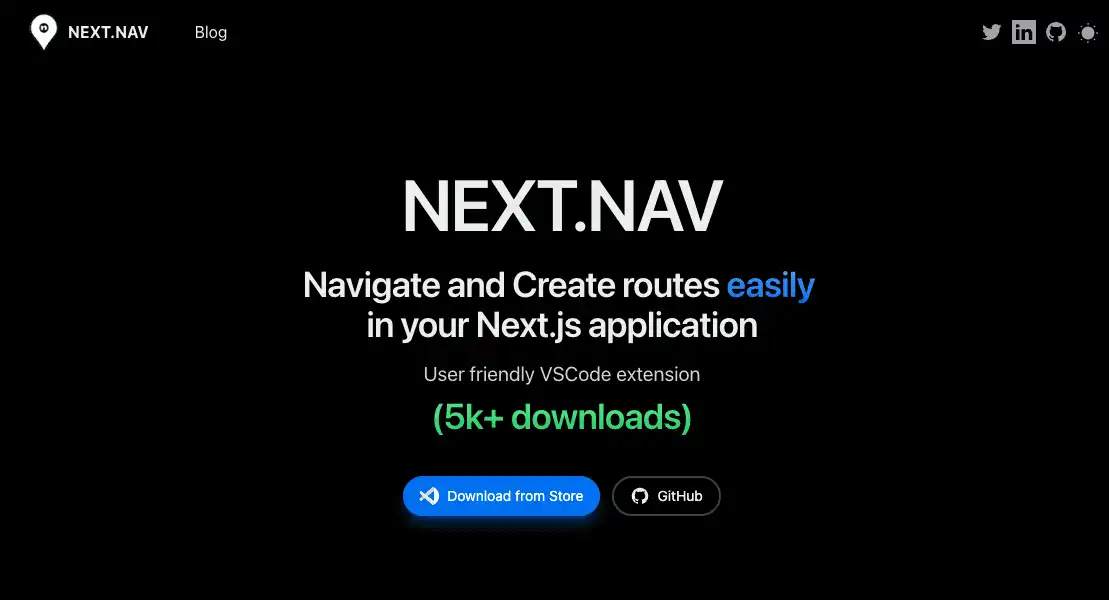 NEXT.NAV
Blog
in
NEXT.NAV
Navigate and Create routes easily
in your Next.js application
User friendly VSCode extension
(5k+ downloads)
Download from Store
GitHub